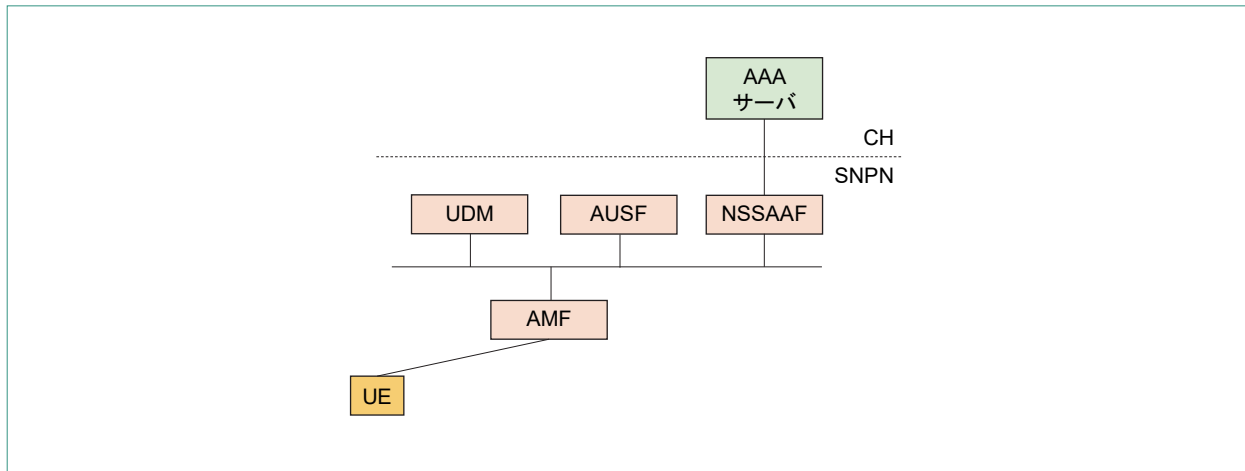 AAA
サーバ
CH
SNPN
UDM
AUSF
NSSAAF
AMF
UE